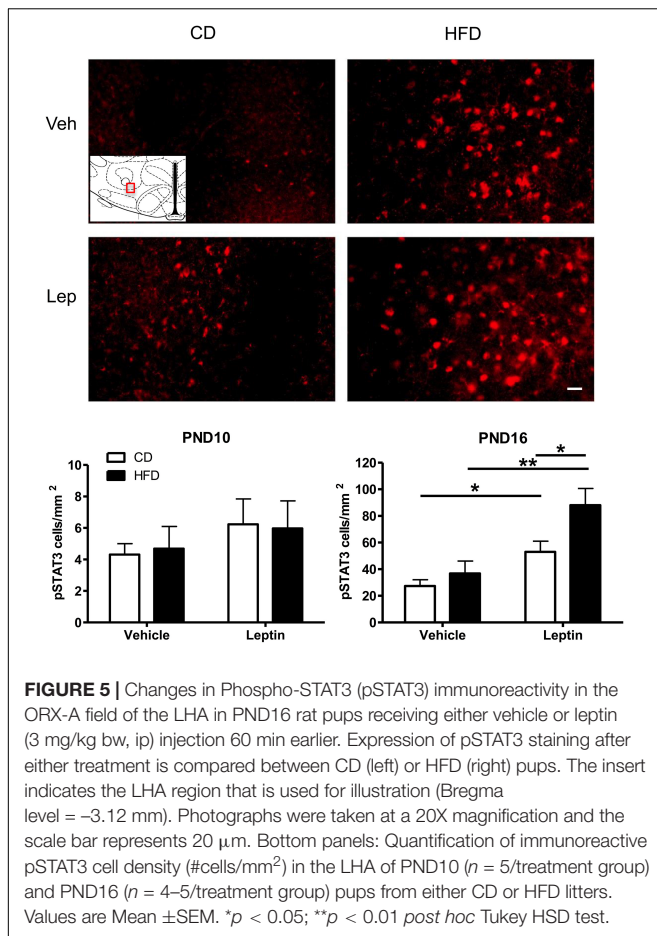 CD
HFD
Veh
Lep
PND10
PND16
pSTAT3 cells/mm²
10
8
6
4
2
0
CD
HFD
Vehicle
Leptin
pSTAT3 cells/mm²
120
100
80
60
40
20
0
*
**
*
Vehicle
Leptin
FIGURE 5 | Changes in Phospho-STAT3 (pSTAT3) immunoreactivity in the
ORX-A field of the LHA in PND16 rat pups receiving either vehicle or leptin
(3 mg/kg bw, ip) injection 60 min earlier. Expression of pSTAT3 staining after
either treatment is compared between CD (left) or HFD (right) pups. The insert
indicates the LHA region that is used for illustration (Bregma
level = –3.12 mm). Photographs were taken at a 20X magnification and the
scale bar represents 20 μm. Bottom panels: Quantification of immunoreactive
pSTAT3 cell density (#cells/mm²) in the LHA of PND10 (n = 5/treatment group)
and PND16 (n = 4–5/treatment group) pups from either CD or HFD litters.
Values are Mean ±SEM. *p < 0.05; **p < 0.01 post hoc Tukey HSD test.